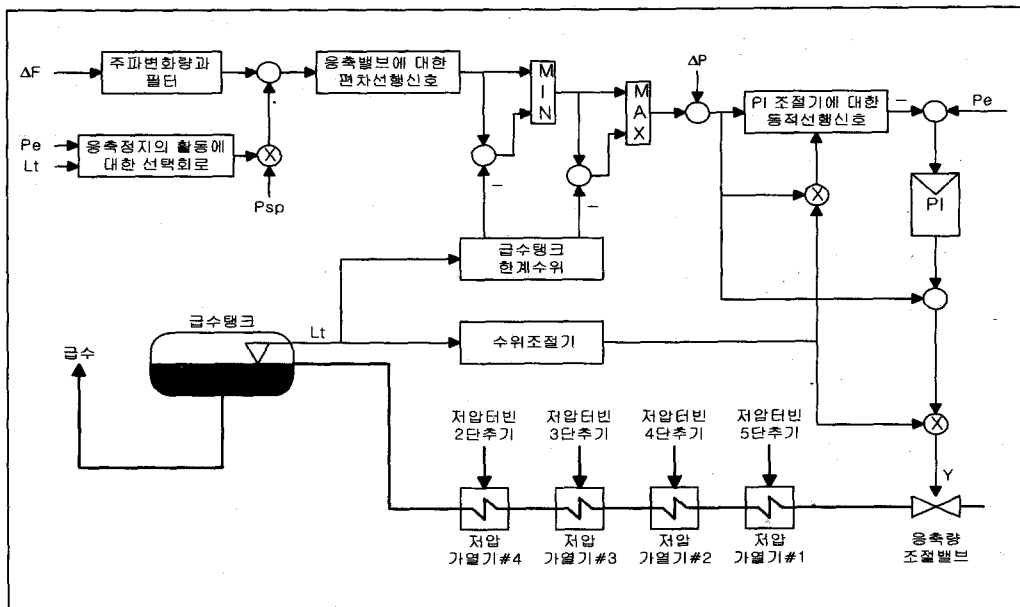 ΔF
주파변화량과
필터
응축밸브에 대한
편차선행신호
MIN
MAX
ΔP
PI 조절기에 대한
동적선행신호
−
Pe
Pe
Lt
응축정지의 활동에
대한 선택회로
X
Psp
−
−
X
PI
급수탱크
한계수위
급수탱크
Lt
수위조절기
급수
X
Y
저압터빈
2단추기
저압터빈
3단추기
저압터빈
4단추기
저압터빈
5단추기
저압
가열기#4
저압
가열기#3
저압
가열기#2
저압
가열기#1
응축량
조절밸브